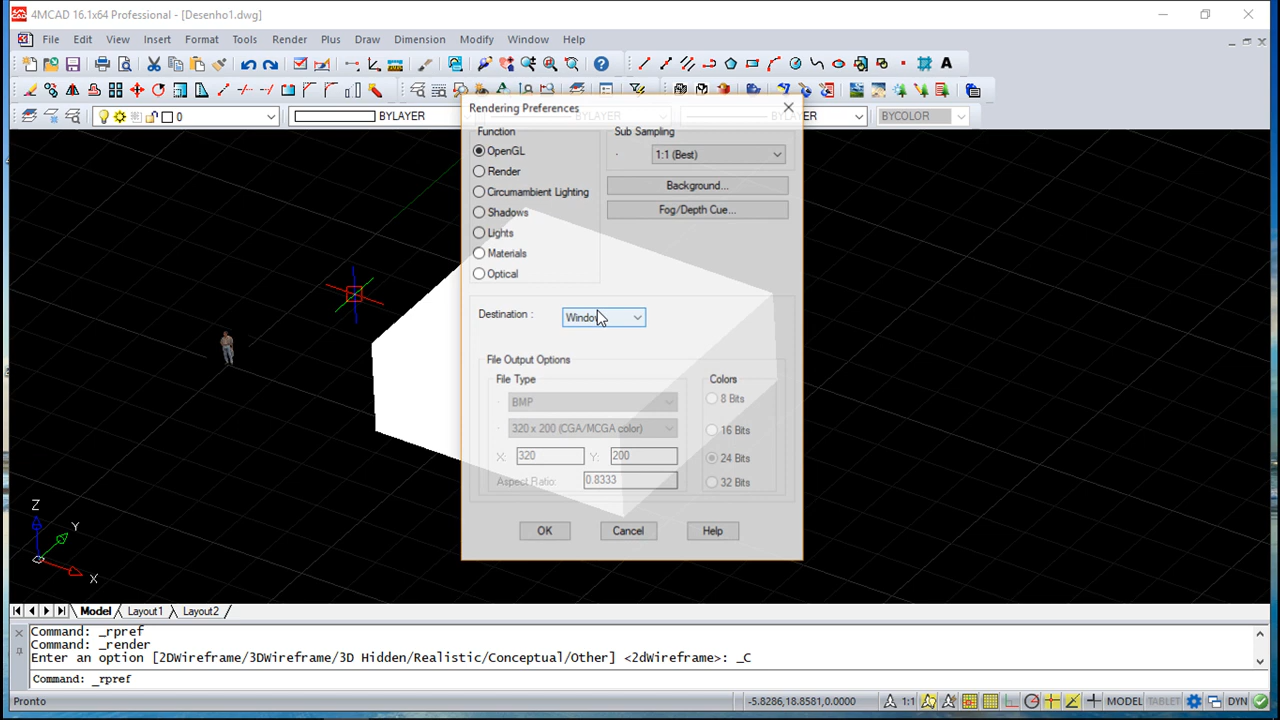 4MCAD 16.1x64 Professional - [Desenho1.dwg]
File Edit View Insert Format Tools Render Plus Draw Dimension Modify Window Help
0 BYLAYER BYLAYER BYLAYER BYCOLOR
Rendering Preferences
Function
OpenGL
Render
Circumambient Lighting
Shadows
Lights
Materials
Optical
Sub Sampling
1:1 (Best)
Background...
Fog/Depth Cue...
Destination :
File Output Options
File Type
BMP
320 x 200 (CGA/MCGA color)
X: 320 Y: 200
Aspect Ratio: 0.8333
Colors
8 Bits
16 Bits
24 Bits
32 Bits
OK Cancel Help
Z
Y
X
Model Layout1 Layout2
Command: _rpref
Command: _render
Enter an option [2DWireframe/3DWireframe/3D Hidden/Realistic/Conceptual/Other] <2dWireframe>: _C
Command: _rpref
Pronto
-5.8286,18.8581,0.0000 1:1 MODEL TABLET DYN